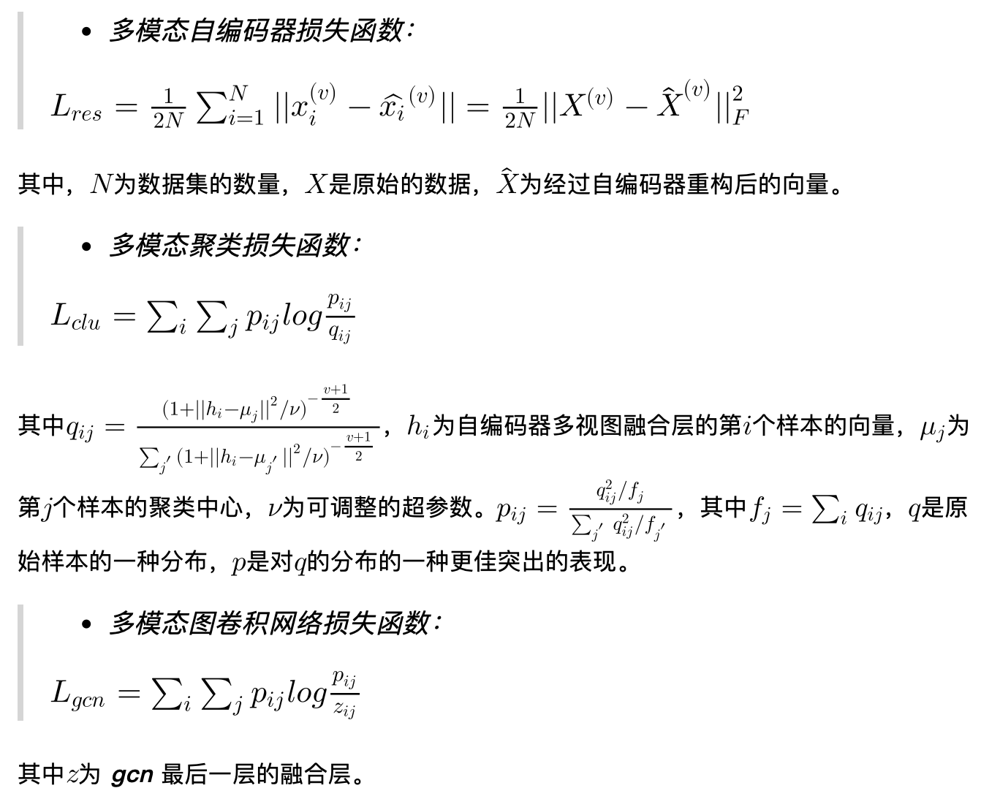 • 多模态自编码器损失函数：
$L_{res} = \frac{1}{2N} \sum_{i=1}^{N} ||x_i^{(v)} - \widehat{x_i}^{(v)}|| = \frac{1}{2N} ||X^{(v)} - \hat{X}^{(v)}||_F^2$
其中，$N$为数据集的数量，$X$是原始的数据，$\hat{X}$为经过自编码器重构后的向量。
• 多模态聚类损失函数：
$L_{clu} = \sum_i \sum_j p_{ij} log \frac{p_{ij}}{q_{ij}}$
其中$q_{ij} = \frac{(1+||h_i-\mu_j||^2/\nu)^{-\frac{v+1}{2}}}{\sum_{j'} (1+||h_i-\mu_{j'}||^2/\nu)^{-\frac{v+1}{2}}}$，$h_i$为自编码器多视图融合层的第$i$个样本的向量，$\mu_j$为
第$j$个样本的聚类中心，$\nu$为可调整的超参数。$p_{ij} = \frac{q_{ij}^2/f_j}{\sum_{j'} q_{ij}^2/f_{j'}}$，其中$f_j = \sum_i q_{ij}$，$q$是原
始样本的一种分布，$p$是对$q$的分布的一种更佳突出的表现。
• 多模态图卷积网络损失函数：
$L_{gcn} = \sum_i \sum_j p_{ij} log \frac{p_{ij}}{z_{ij}}$
其中$z$为 gcn 最后一层的融合层。